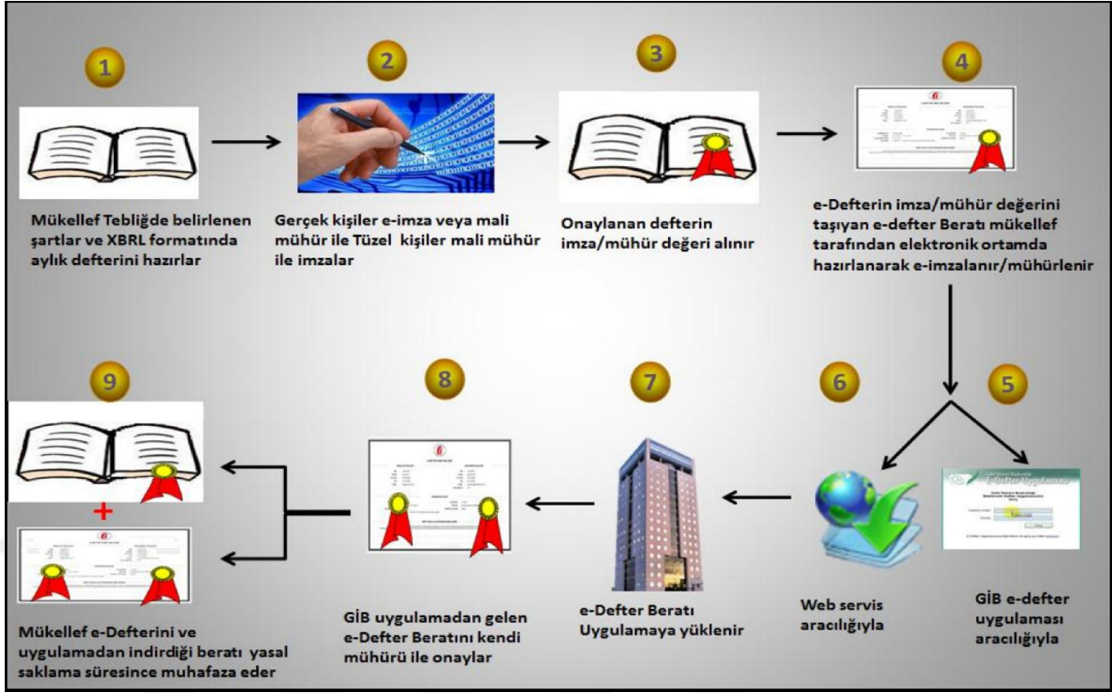 1
Mükellef Tebliğde belirlenen
şartlar ve XBRL formatında
aylık defterini hazırlar
2
Gerçek kişiler e-imza veya mali
mühür ile Tüzel kişiler mali mühür
ile imzalar
3
Onaylanan defterin
imza/mühür değeri alınır
4
e-Defterin imza/mühür değerini
taşıyan e-defter Beratı mükellef
tarafından elektronik ortamda
hazırlanarak e-imzalanır/mühürlenir
5
e-Defter Uygulaması
GİB e-defter
uygulaması
aracılığıyla
6
Web servis
aracılığıyla
7
e-Defter Beratı
Uygulamaya yüklenir
8
GİB uygulamadan gelen
e-Defter Beratını kendi
mühürü ile onaylar
9
+
Mükellef e-Defterini ve
uygulamadan indirdiği beratı yasal
saklama süresince muhafaza eder